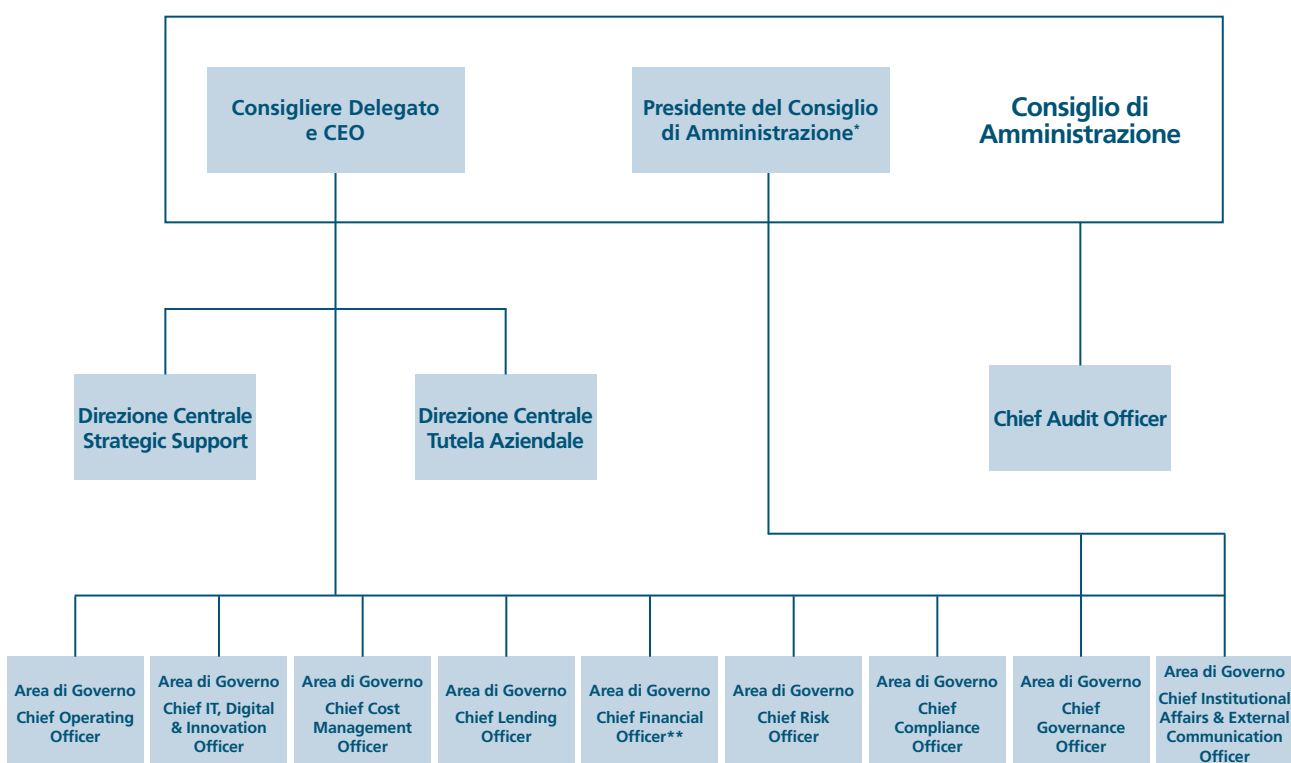 Consigliere Delegato
e CEO
Presidente del Consiglio
di Amministrazione*
Consiglio di
Amministrazione
Direzione Centrale
Strategic Support
Direzione Centrale
Tutela Aziendale
Chief Audit Officer
Area di Governo
Chief Operating
Officer
Area di Governo
Chief IT, Digital
& Innovation
Officer
Area di Governo
Chief Cost
Management
Officer
Area di Governo
Chief Lending
Officer
Area di Governo
Chief Financial
Officer**
Area di Governo
Chief Risk
Officer
Area di Governo
Chief
Compliance
Officer
Area di Governo
Chief
Governance
Officer
Area di Governo
Chief Institutional
Affairs & External
Communication
Officer